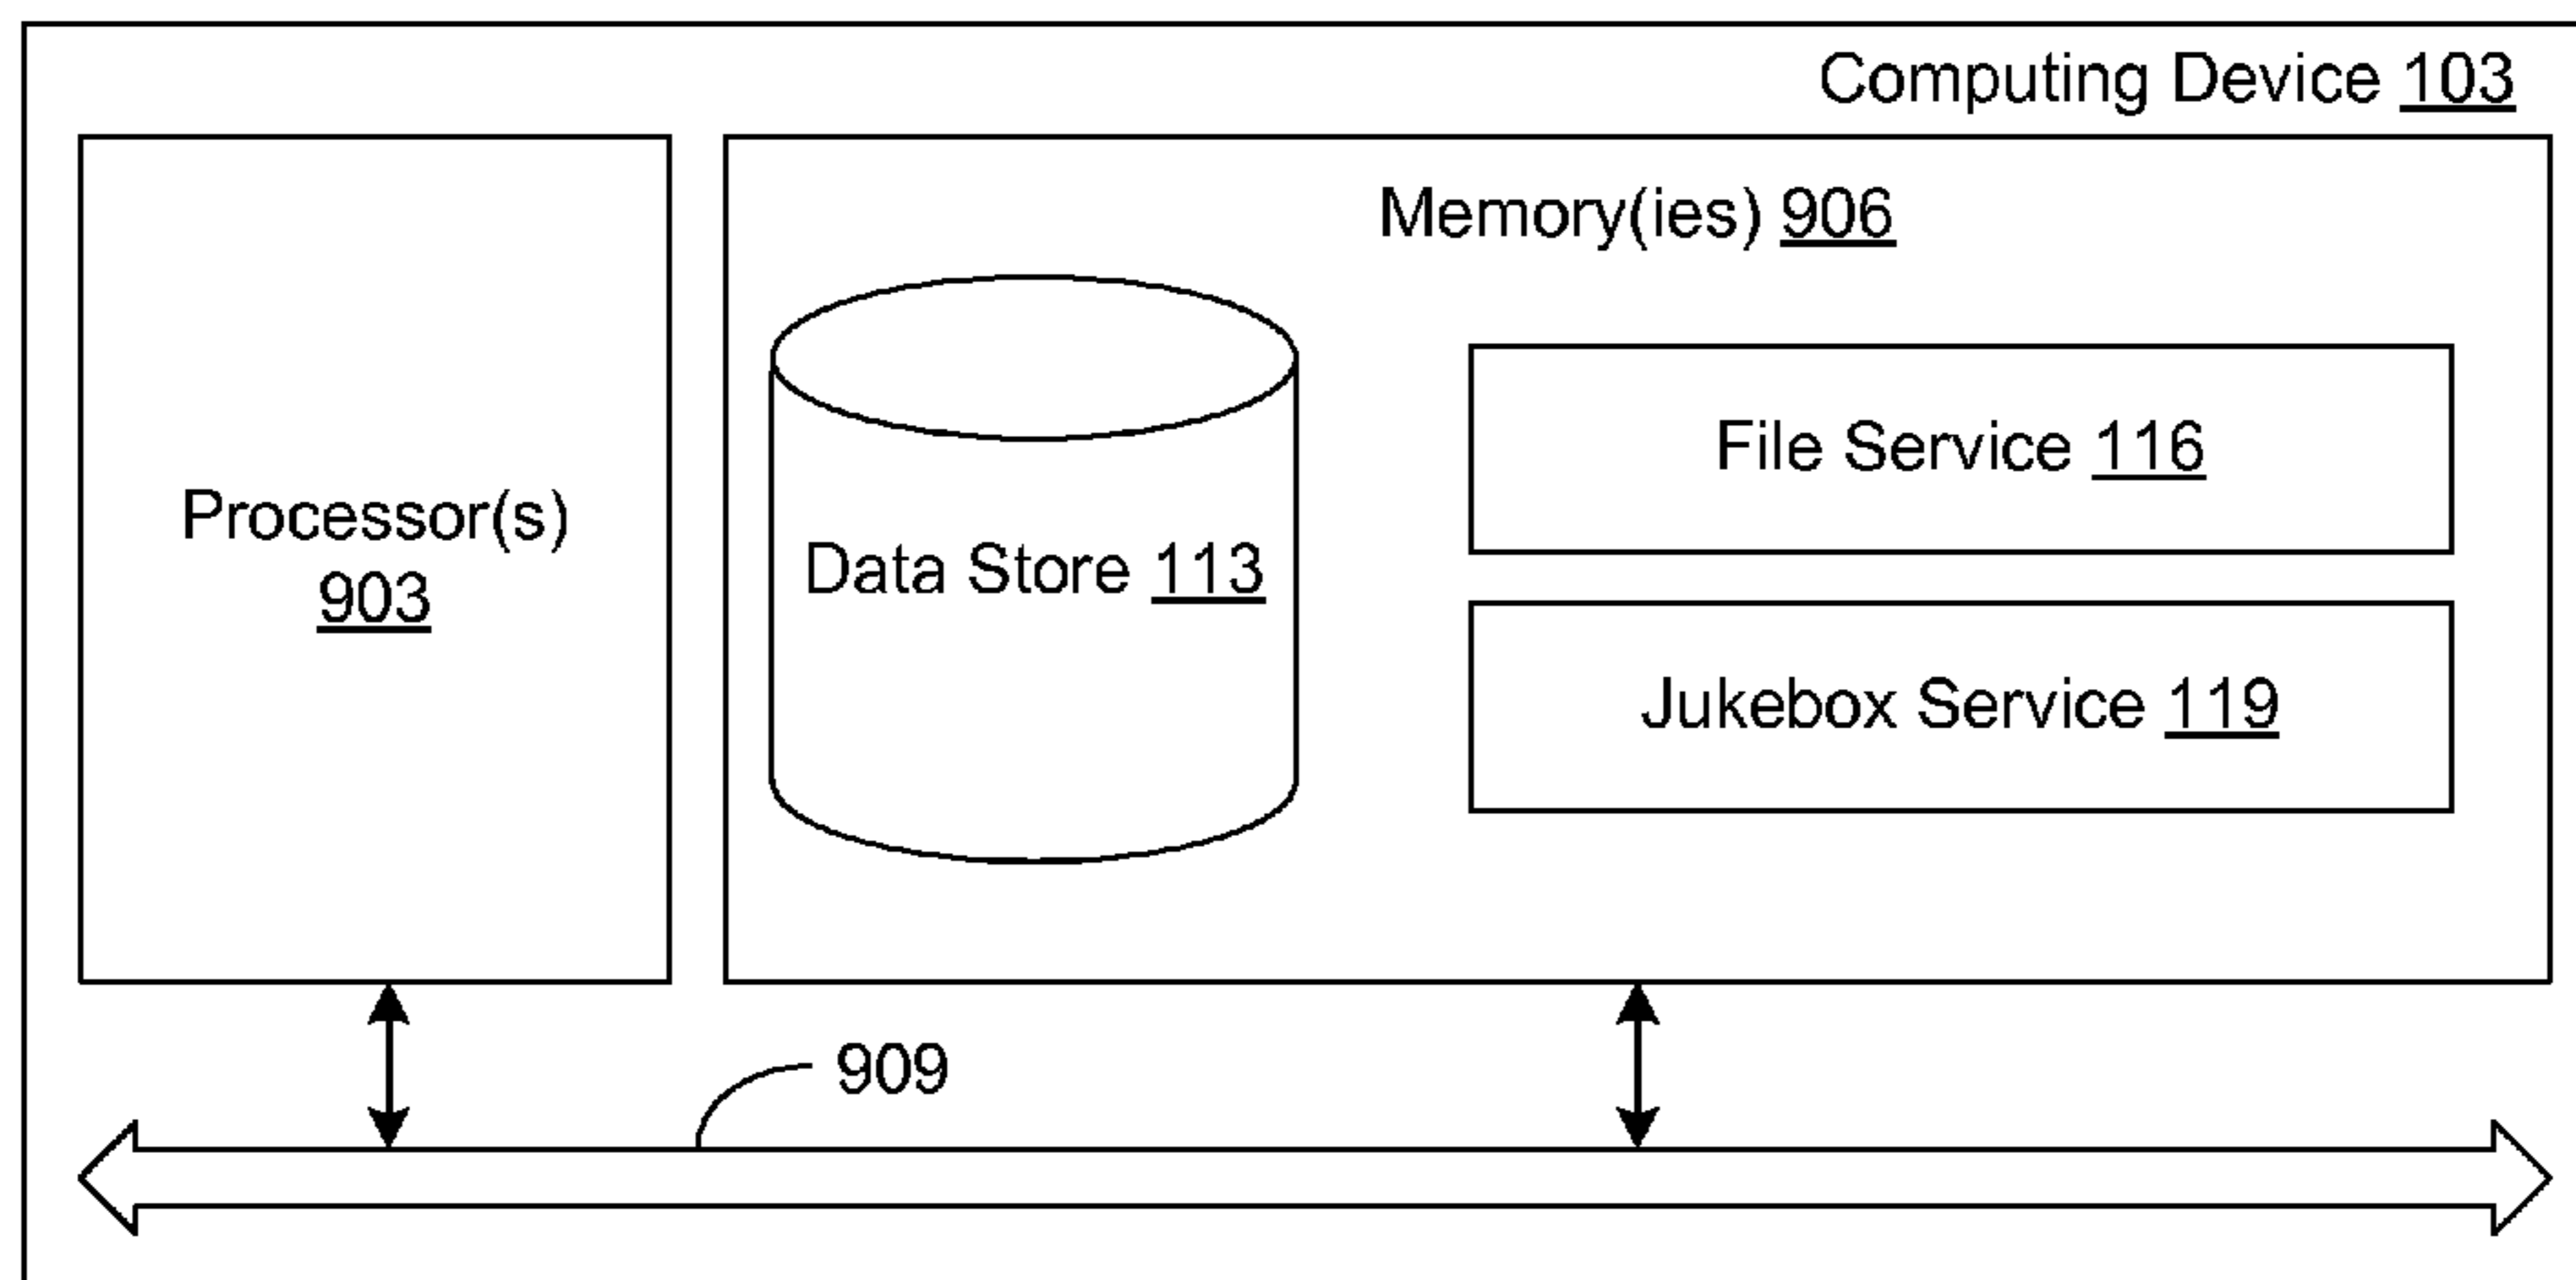 Computing Device 103
Memory(ies) 906
Processor(s)
903
Data Store 113
File Service 116
Jukebox Service 119
909